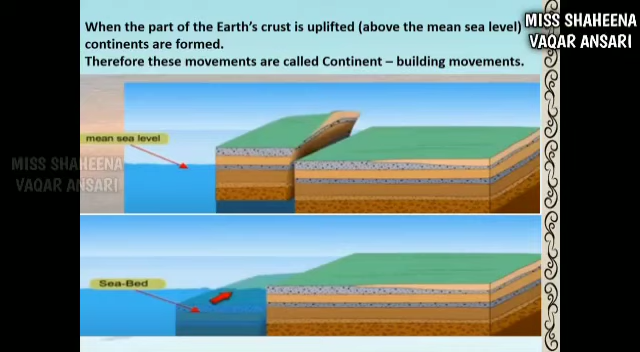 When the part of the Earth's crust is uplifted (above the mean sea level)
continents are formed.
Therefore these movements are called Continent – building movements.
MISS SHAHEENA
VAQAR ANSARI
mean sea level
MISS SHAHEENA
VAQAR ANSARI
Sea-Bed